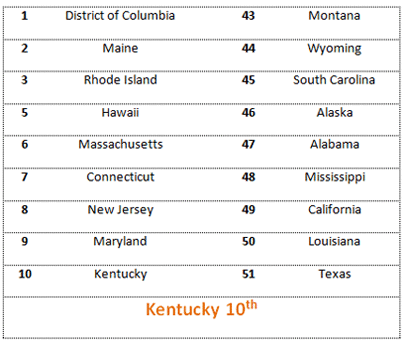 1 District of Columbia 43 Montana
2 Maine 44 Wyoming
3 Rhode Island 45 South Carolina
5 Hawaii 46 Alaska
6 Massachusetts 47 Alabama
7 Connecticut 48 Mississippi
8 New Jersey 49 California
9 Maryland 50 Louisiana
10 Kentucky 51 Texas
Kentucky 10th